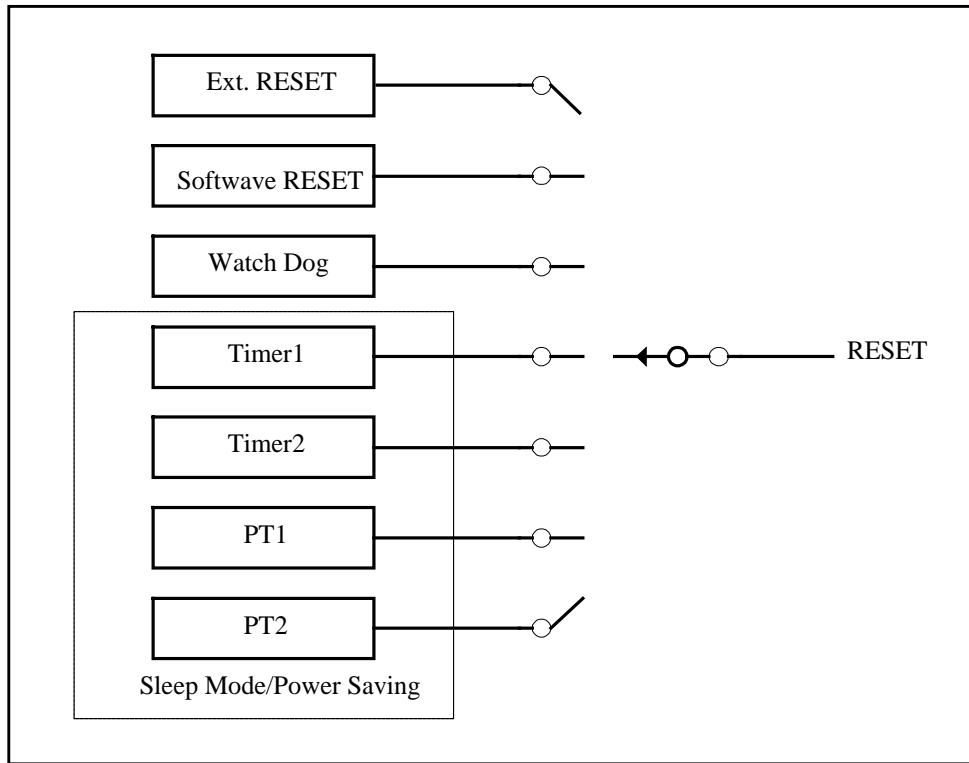 Ext. RESET
Softwave RESET
Watch Dog
Timer1
RESET
Timer2
PT1
PT2
Sleep Mode/Power Saving